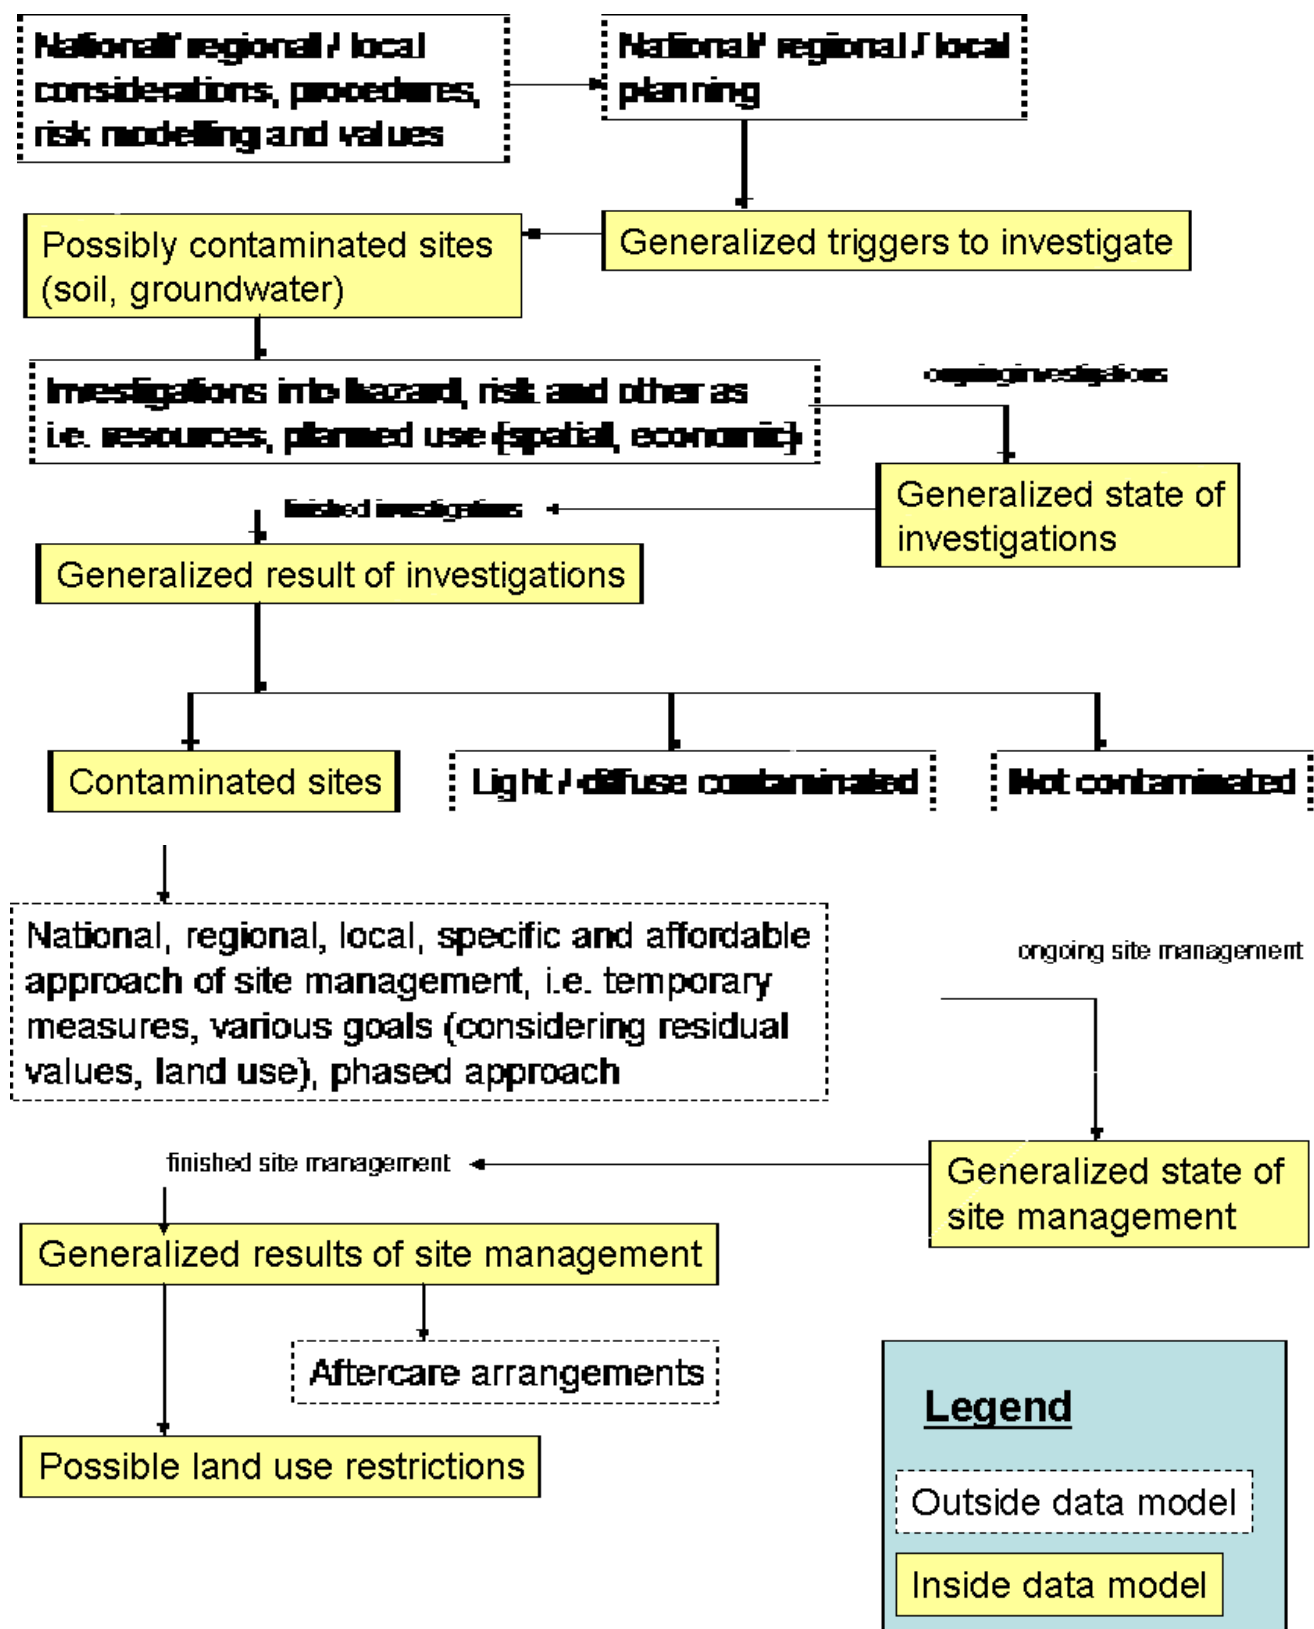 National/ regional / local
considerations, procedures,
risk modelling and values
National/ regional / local
planning
Possibly contaminated sites
(soil, groundwater)
Generalized triggers to investigate
Investigations into hazard, risk and other as
i.e. resources, planned use (spatial, economic)
ongoing investigations
Generalized state of
investigations
finished investigations
Generalized result of investigations
Contaminated sites
Light / diffuse contaminated
Not contaminated
National, regional, local, specific and affordable
approach of site management, i.e. temporary
measures, various goals (considering residual
values, land use), phased approach
ongoing site management
finished site management
Generalized state of
site management
Generalized results of site management
Aftercare arrangements
Possible land use restrictions
Legend
Outside data model
Inside data model